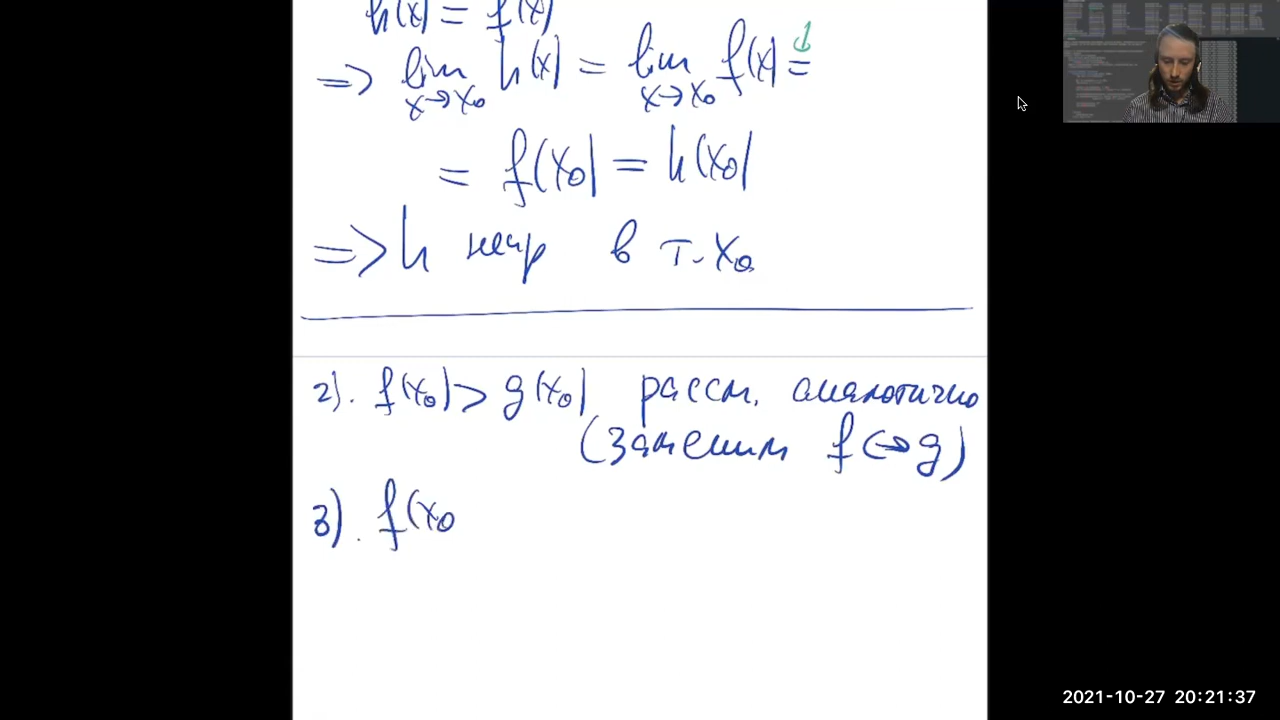 h(x) = f(x)
=> lim h(x) = lim f(x) =
x→x₀ x→x₀
= f(x₀) = h(x₀)
=> h непр в т. x₀
2). f(x₀) > g(x₀) рассм. аналогично
(заменим f ↔ g)
3). f(x₀
2021-10-27 20:21:37